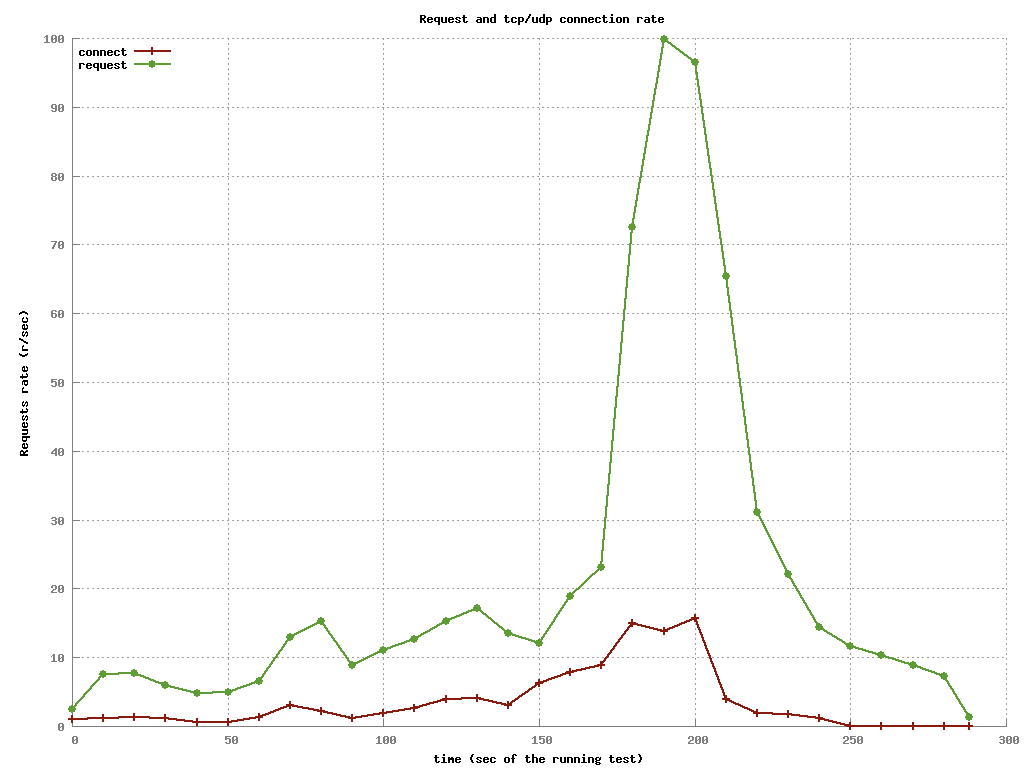 Request and tcp/udp connection rate
connect
request
100
90
80
70
60
50
40
30
20
10
0
Requests rate (r/sec)
0 50 100 150 200 250 300
time (sec of the running test)